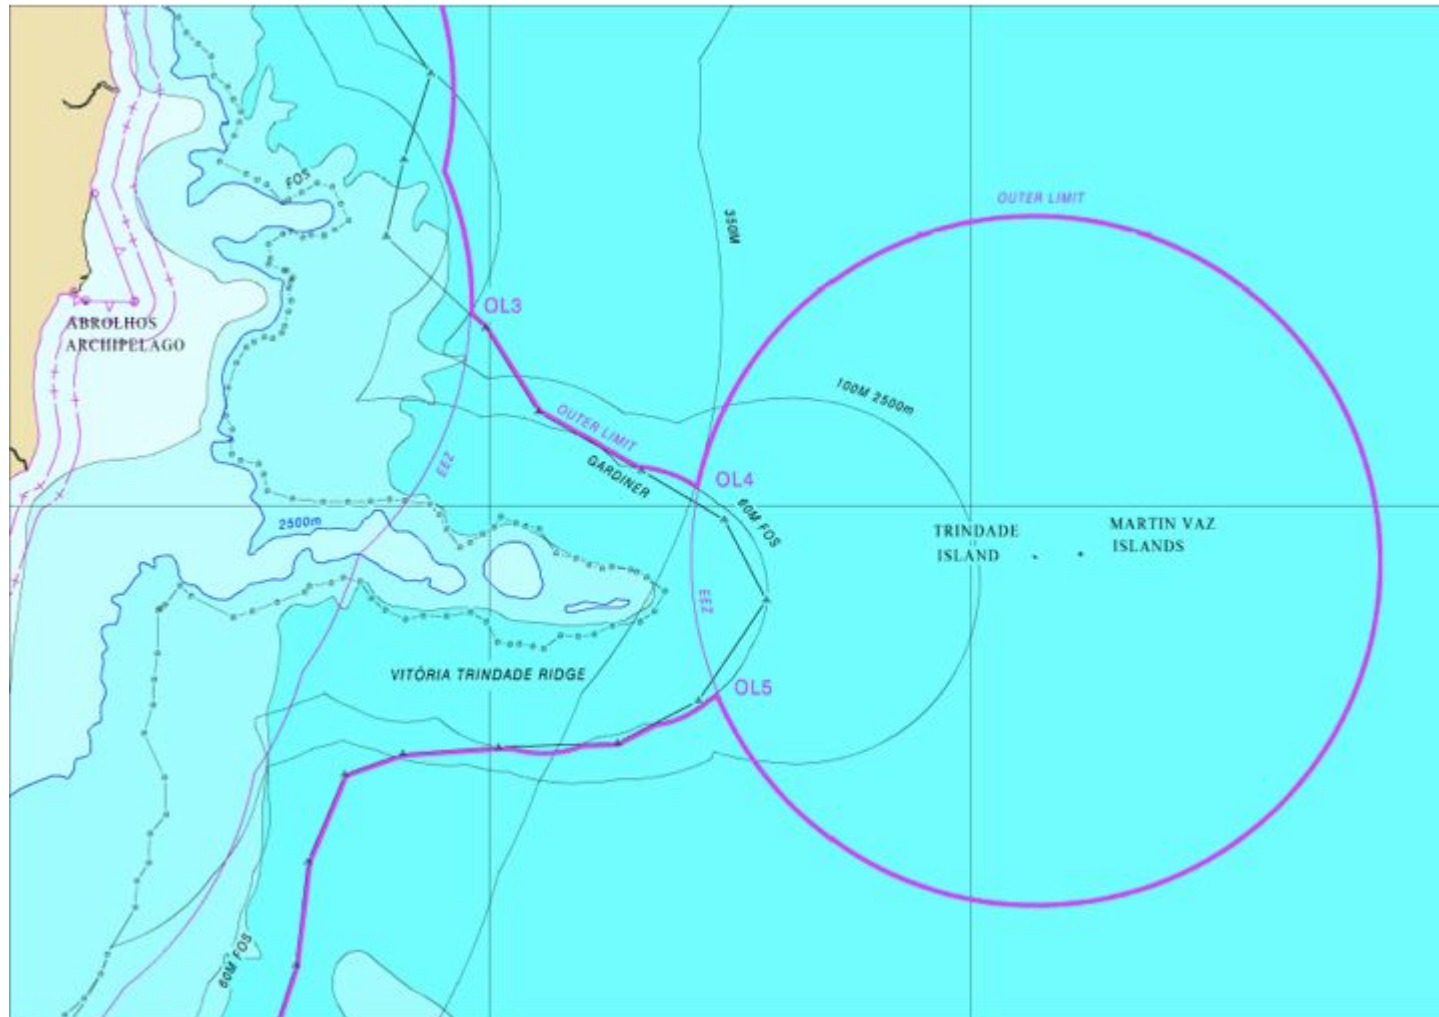 OUTER LIMIT
FOS
350M
OL3
ABROLHOS
ARCHIPELAGO
100M 2500m
OUTER LIMIT
EEZ
GARDINER
OL4
60M FOS
2500m
TRINDADE
ISLAND
MARTIN VAZ
ISLANDS
EEZ
VITÓRIA TRINDADE RIDGE
OL5
60M FOS